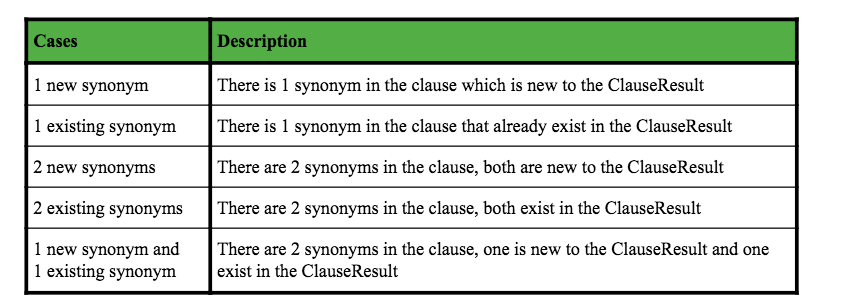 Cases Description
1 new synonym There is 1 synonym in the clause which is new to the ClauseResult
1 existing synonym There is 1 synonym in the clause that already exist in the ClauseResult
2 new synonyms There are 2 synonyms in the clause, both are new to the ClauseResult
2 existing synonyms There are 2 synonyms in the clause, both exist in the ClauseResult
1 new synonym and There are 2 synonyms in the clause, one is new to the ClauseResult and one
1 existing synonym exist in the ClauseResult